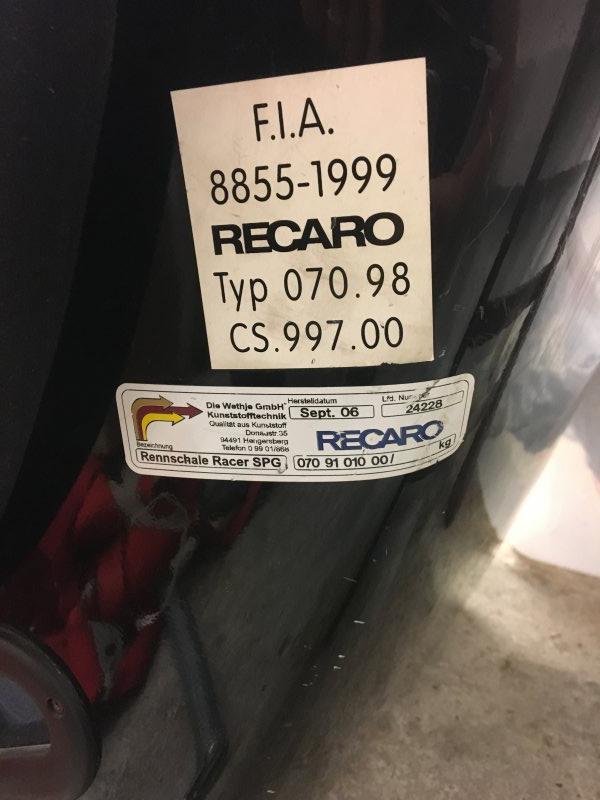 F.I.A.
8855-1999
RECARO
Typ 070.98
CS.997.00
Die Wethje GmbH
Kunststofftechnik
Qualität aus Kunststoff
Donaustr.35
94491 Hengersberg
Telefon 0 99 01/
Herstelldatum
Sept. 06
Lfd.
24228
RECARO
Bezeichnung
Rennschale Racer SPG
070 91 010 00/
kg